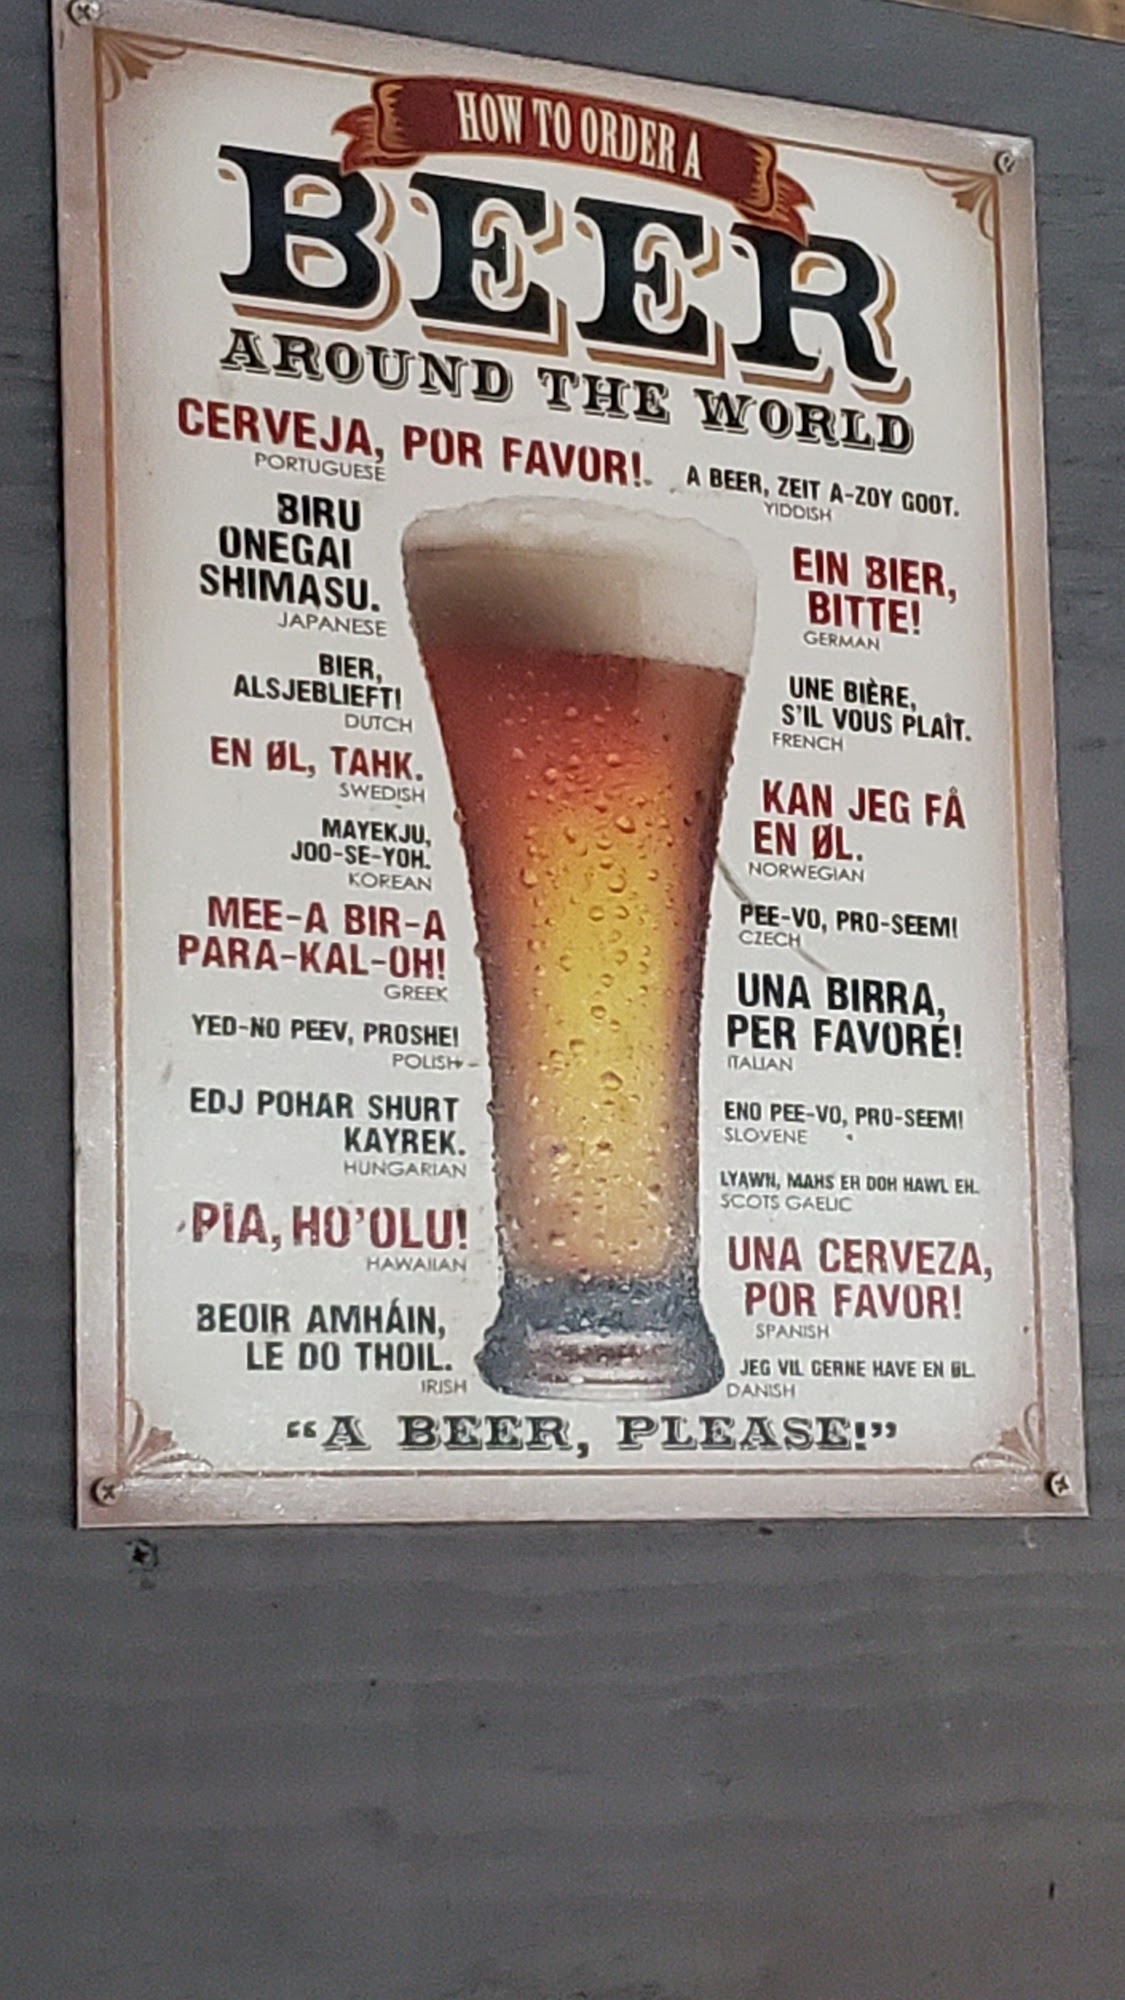 HOW TO ORDER A
BEER
AROUND THE WORLD
CERVEJA, POR FAVOR!
PORTUGUESE
A BEER, ZEIT A-ZOY GOOT.
YIDDISH
BIRU
ONEGAI
SHIMASU.
JAPANESE
EIN BIER,
BITTE!
GERMAN
BIER,
ALSJEBLIEFT!
DUTCH
UNE BIÈRE,
S'IL VOUS PLAÎT.
FRENCH
EN ØL, TAHK.
SWEDISH
KAN JEG FÅ
EN ØL.
NORWEGIAN
MAYEKJU,
JOO-SE-YOH.
KOREAN
PEE-VO, PRO-SEEM!
CZECH
MEE-A BIR-A
PARA-KAL-OH!
GREEK
UNA BIRRA,
PER FAVORE!
ITALIAN
YED-NO PEEV, PROSHE!
POLISH
ENO PEE-VO, PRO-SEEM!
SLOVENE
EDJ POHAR SHURT
KAYREK.
HUNGARIAN
LYAWN, MAHS ER DOH HAWL EH.
SCOTS GAELIC
PIA, HO'OLU!
HAWAIIAN
UNA CERVEZA,
POR FAVOR!
SPANISH
BEOIR AMHÁIN,
LE DO THOIL.
IRISH
JEG VIL GERNE HAVE EN ØL.
DANISH
“A BEER, PLEASE!”